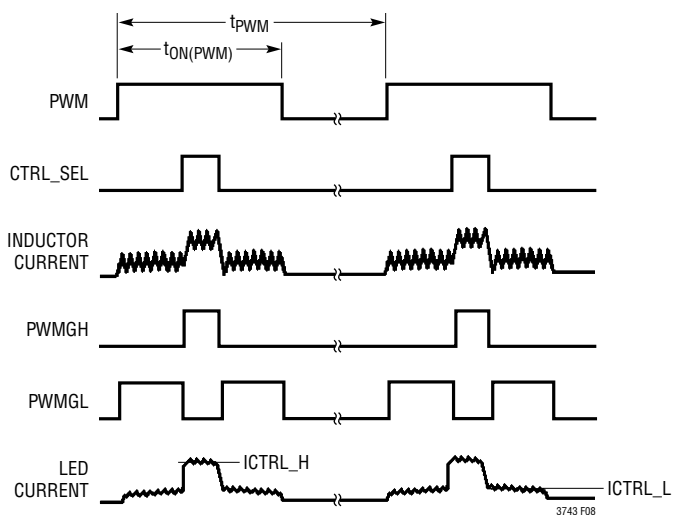 tPWM
tON(PWM)
PWM
CTRL_SEL
INDUCTOR
CURRENT
PWMGH
PWMGL
LED
CURRENT
ICTRL_H
ICTRL_L
3743 F08